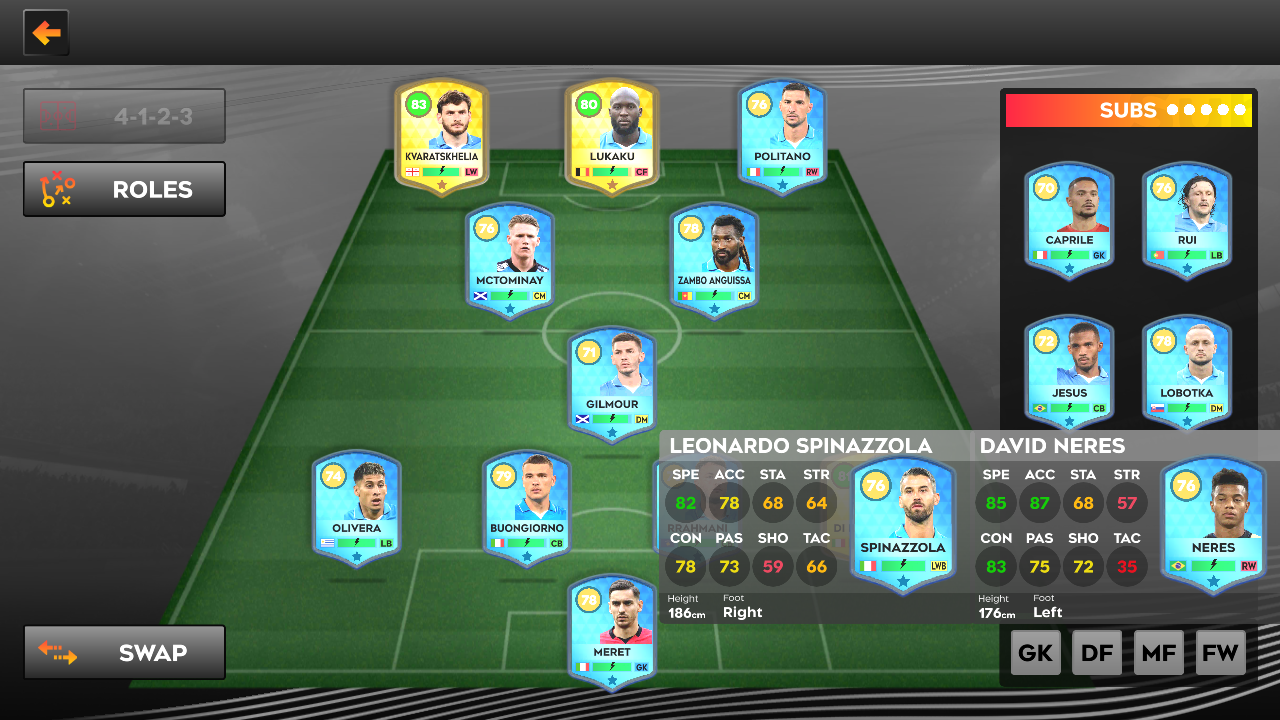 4-1-2-3
ROLES
SWAP
83
KVARATSKHELIA
LW
80
LUKAKU
CF
76
POLITANO
RW
76
MCTOMINAY
CM
78
ZAMBO ANGUISSA
CM
71
GILMOUR
DM
74
OLIVERA
LB
79
BUONGIORNO
CB
RRAHMANI
DI
78
MERET
GK
SUBS
70
CAPRILE
GK
76
RUI
LB
72
JESUS
CB
78
LOBOTKA
DM
LEONARDO SPINAZZOLA
SPE ACC STA STR
82 78 68 64
CON PAS SHO TAC
78 73 59 66
Height Foot
186cm Right
76
SPINAZZOLA
LWB
DAVID NERES
SPE ACC STA STR
85 87 68 57
CON PAS SHO TAC
83 75 72 35
Height Foot
176cm Left
76
NERES
RW
GK DF MF FW